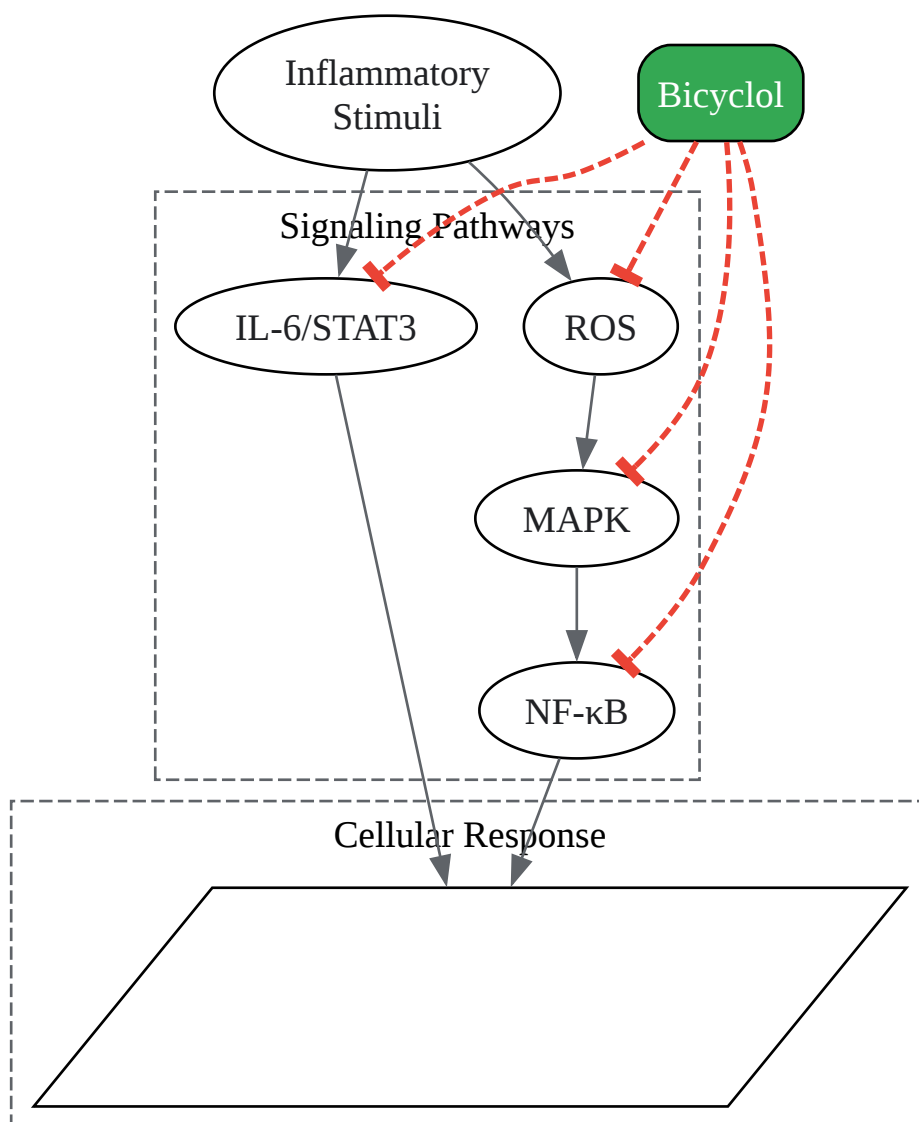 Inflammatory
Stimuli
Bicyclol
Signaling Pathways
IL-6/STAT3
ROS
MAPK
NF-κB
Cellular Response